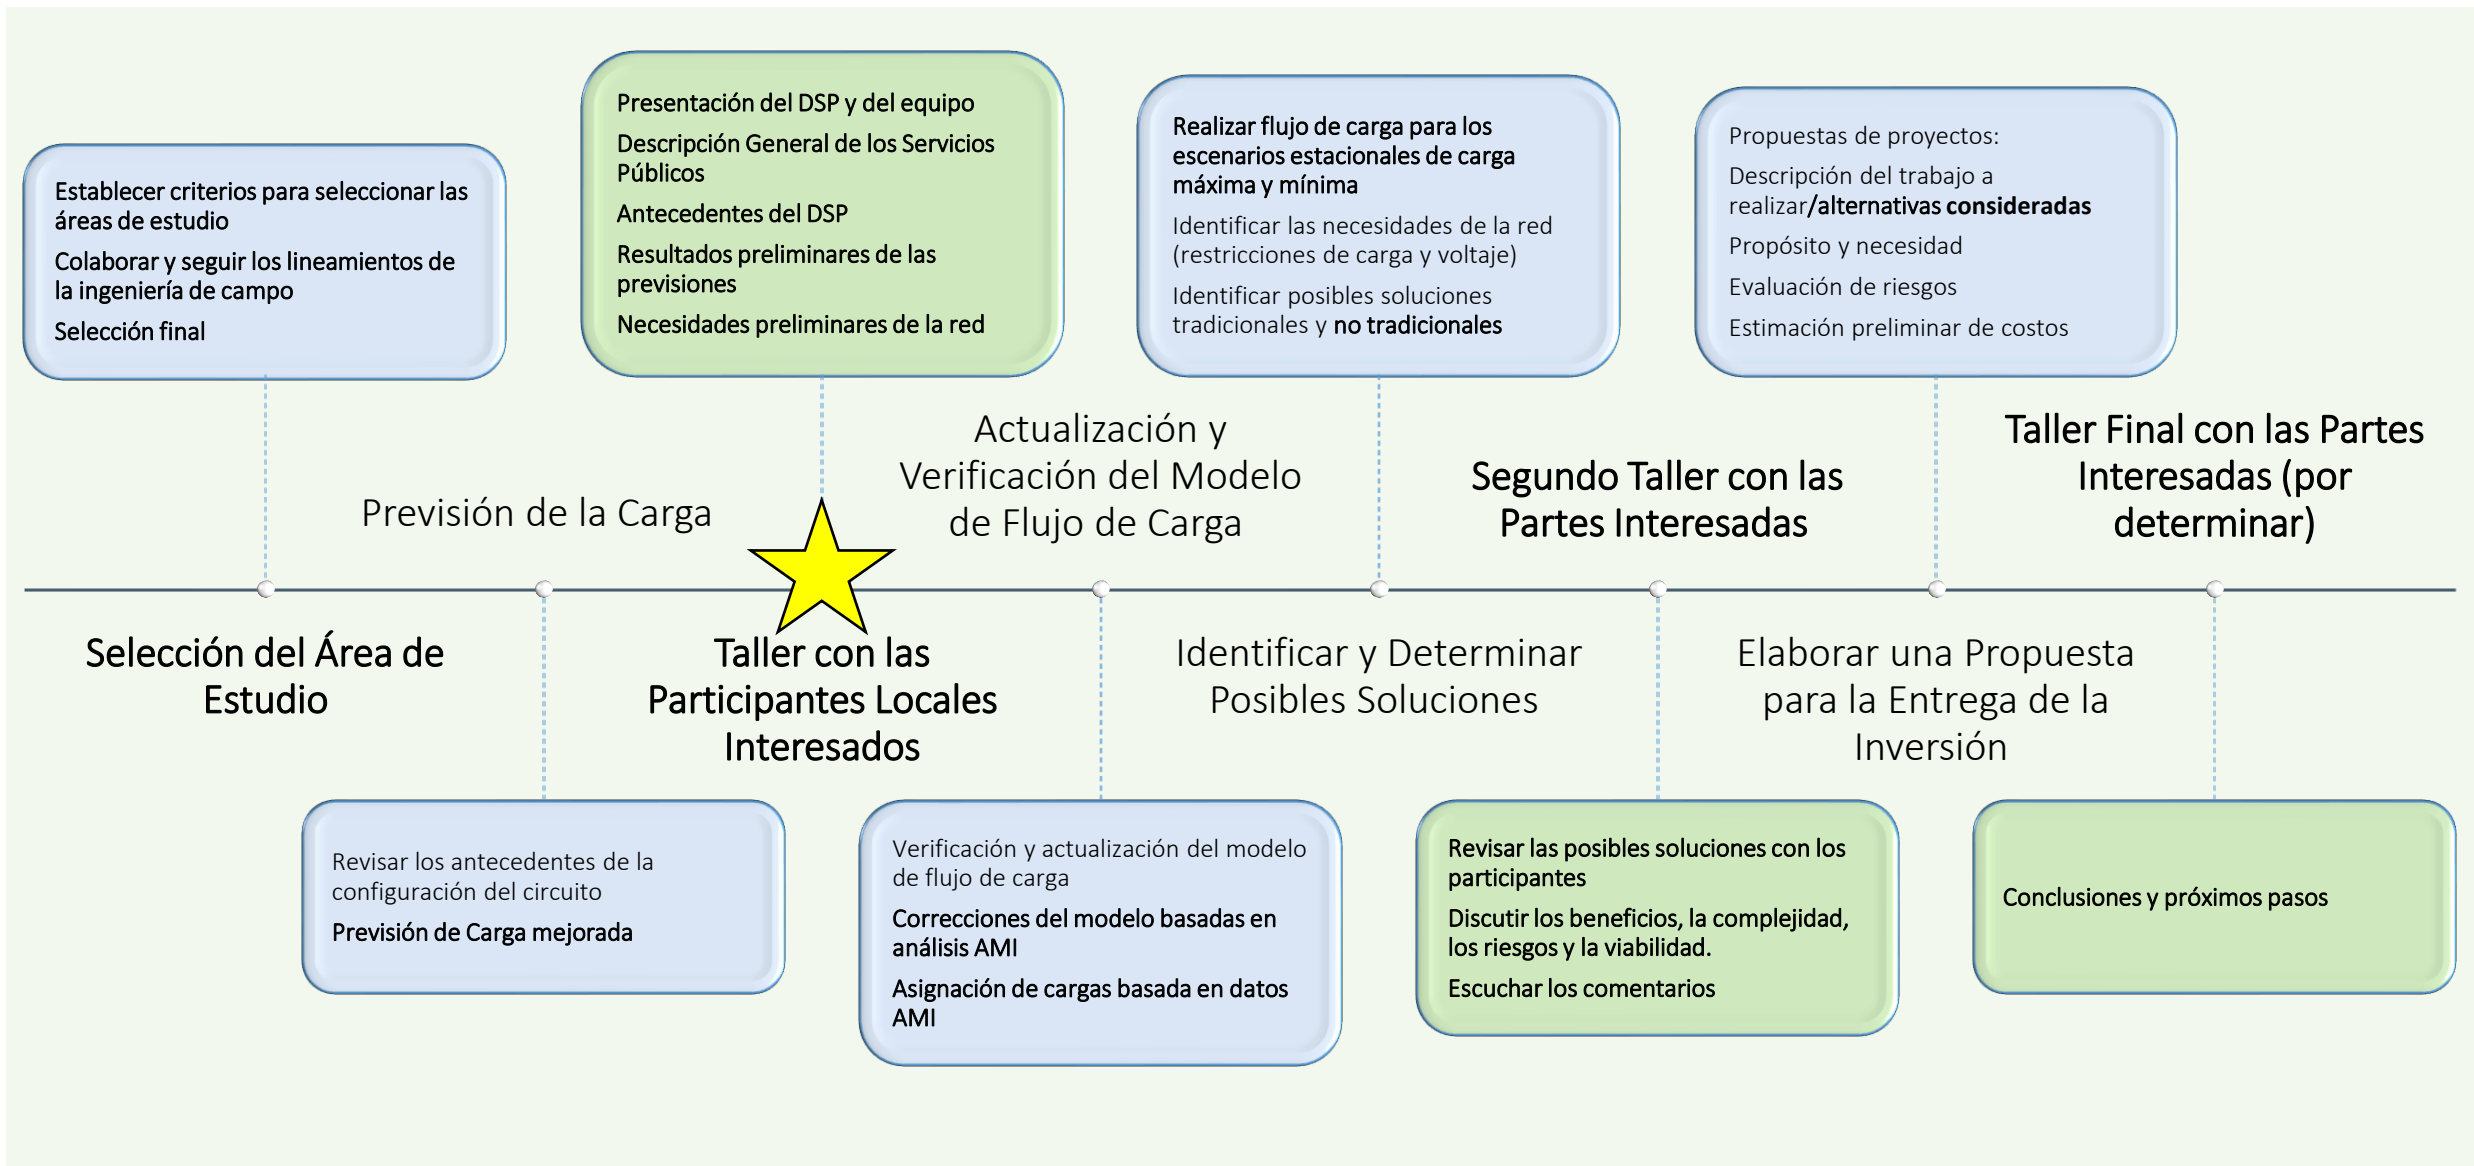 Establecer criterios para seleccionar las
áreas de estudio
Colaborar y seguir los lineamientos de
la ingeniería de campo
Selección final
Selección del Área de
Estudio
Previsión de la Carga
Revisar los antecedentes de la
configuración del circuito
Previsión de Carga mejorada
Presentación del DSP y del equipo
Descripción General de los Servicios
Públicos
Antecedentes del DSP
Resultados preliminares de las
previsiones
Necesidades preliminares de la red
Taller con las
Participantes Locales
Interesados
Actualización y
Verificación del Modelo
de Flujo de Carga
Verificación y actualización del modelo
de flujo de carga
Correcciones del modelo basadas en
análisis AMI
Asignación de cargas basada en datos
AMI
Realizar flujo de carga para los
escenarios estacionales de carga
máxima y mínima
Identificar las necesidades de la red
(restricciones de carga y voltaje)
Identificar posibles soluciones
tradicionales y no tradicionales
Identificar y Determinar
Posibles Soluciones
Segundo Taller con las
Partes Interesadas
Revisar las posibles soluciones con los
participantes
Discutir los beneficios, la complejidad,
los riesgos y la viabilidad.
Escuchar los comentarios
Propuestas de proyectos:
Descripción del trabajo a
realizar/alternativas consideradas
Propósito y necesidad
Evaluación de riesgos
Estimación preliminar de costos
Elaborar una Propuesta
para la Entrega de la
Inversión
Taller Final con las Partes
Interesadas (por
determinar)
Conclusiones y próximos pasos